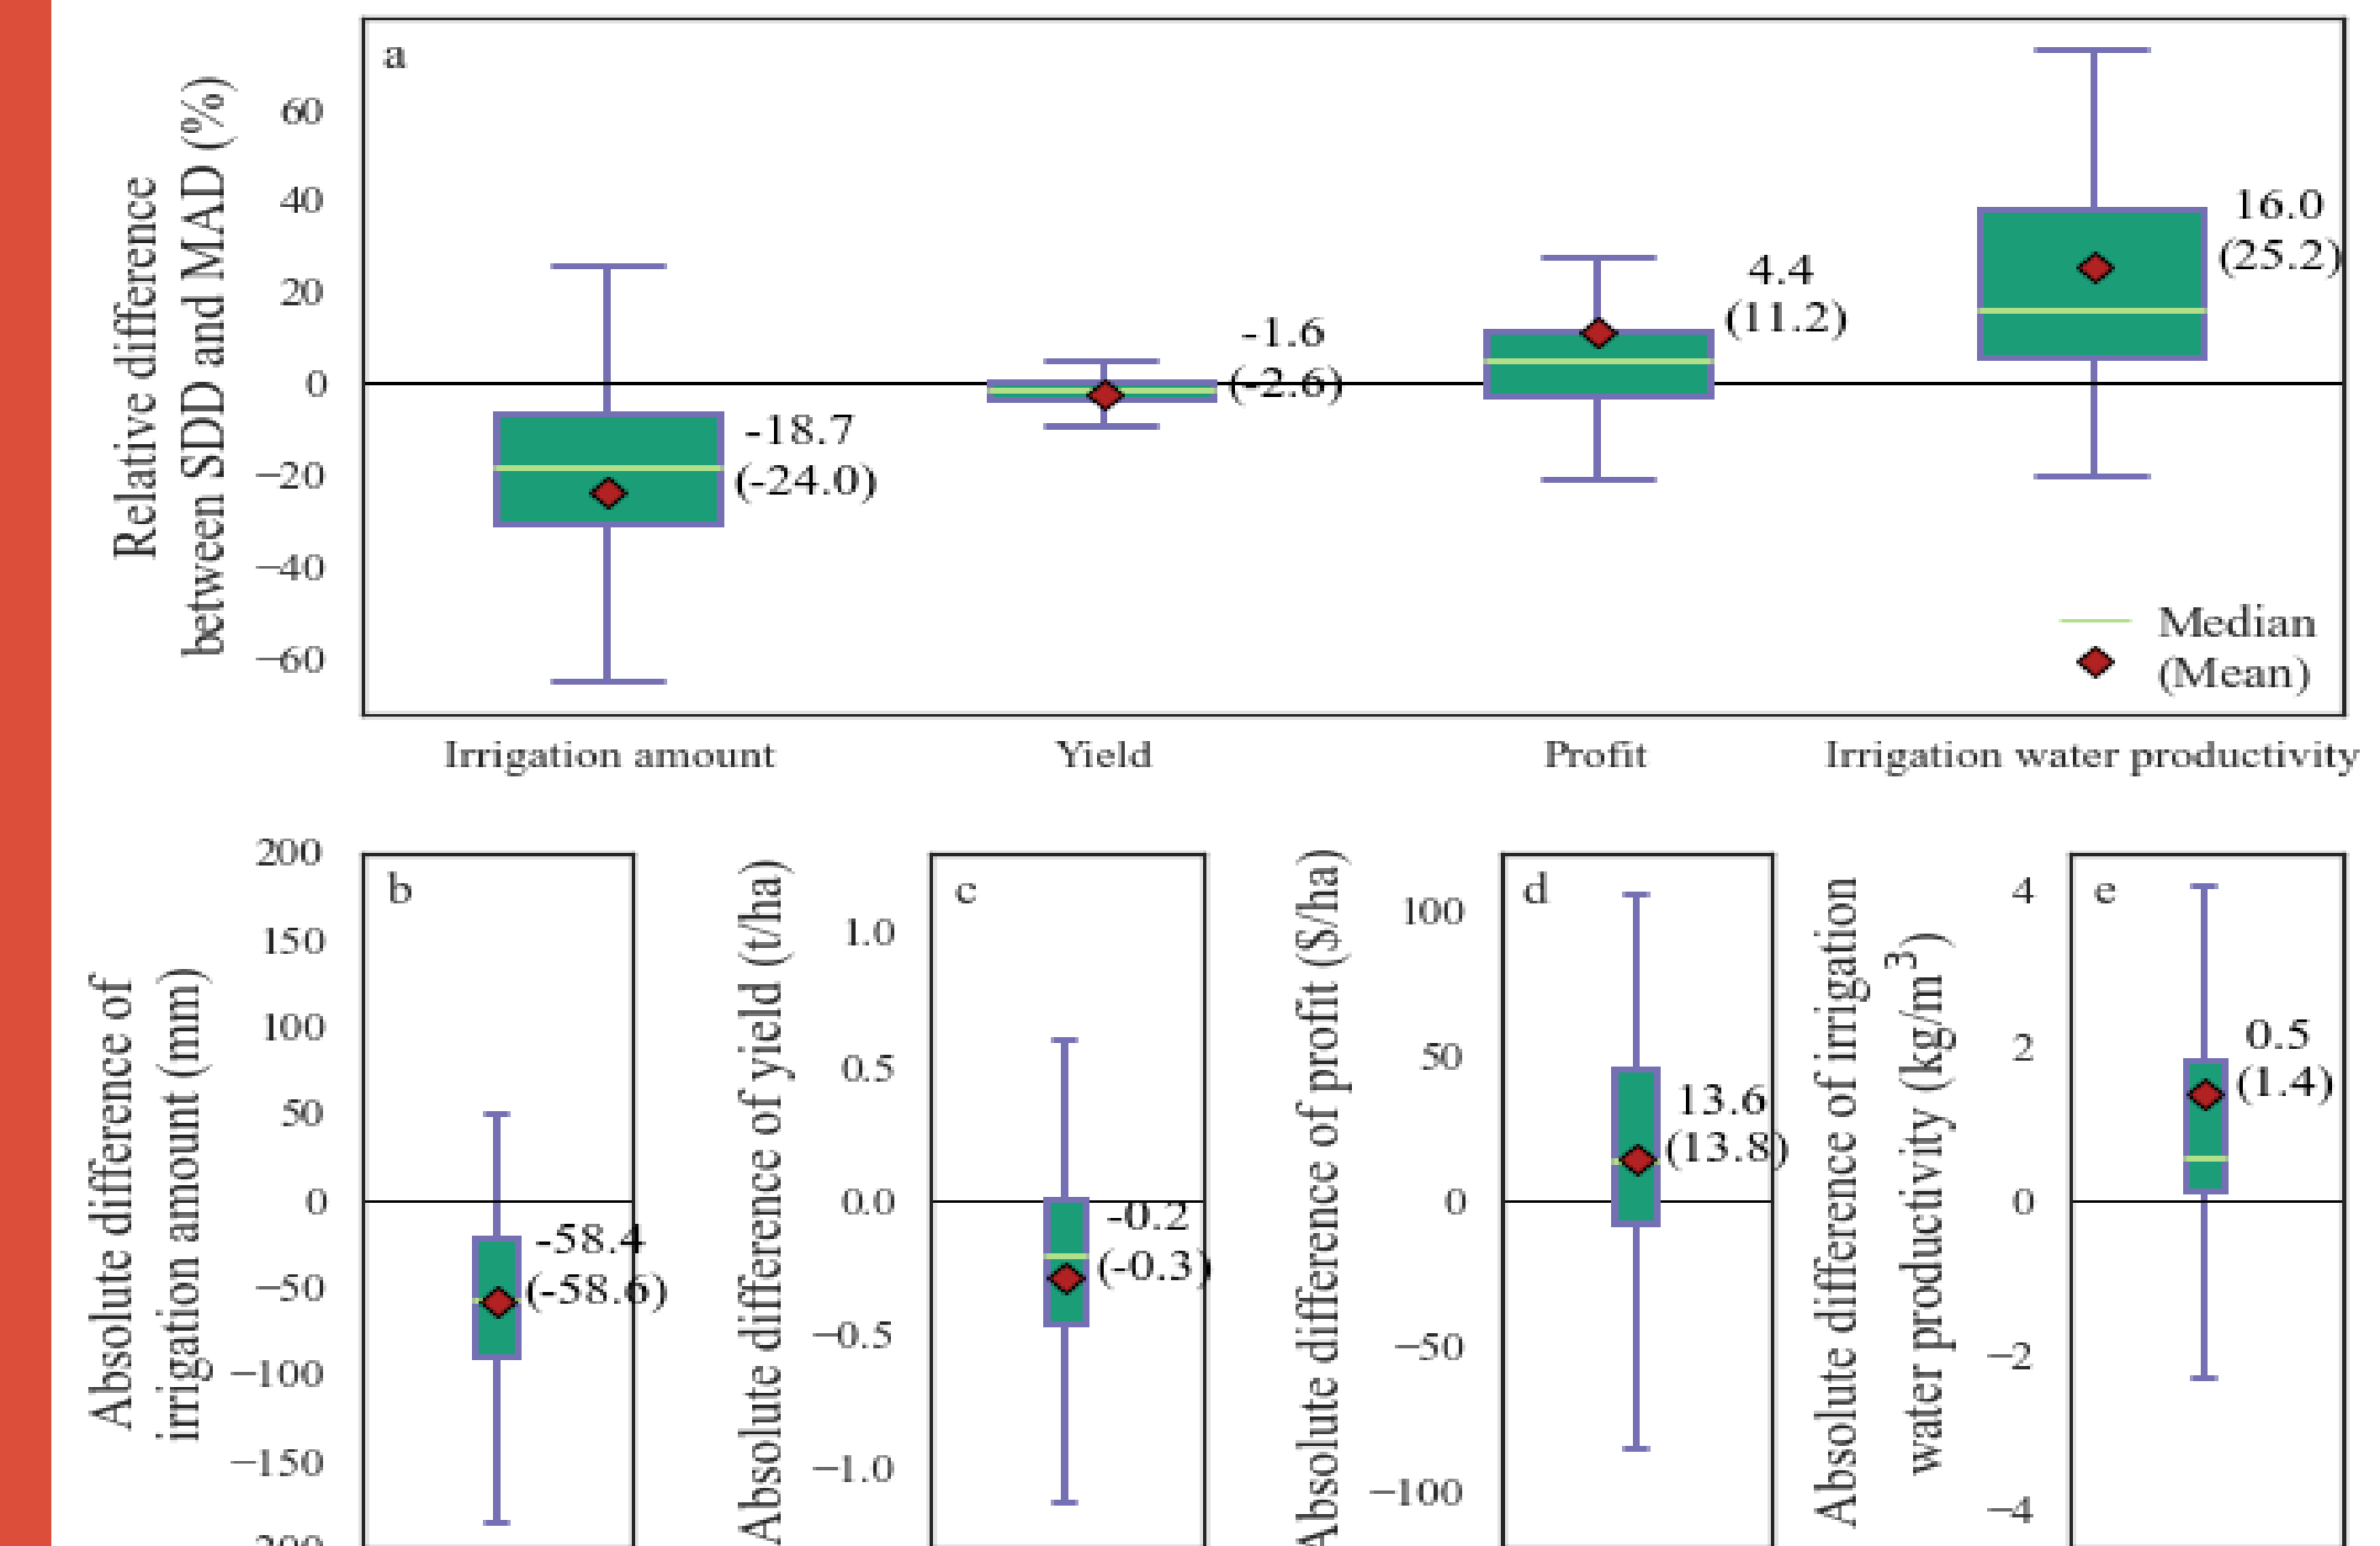 a
Relative difference
between SDD and MAD (%)
60
40
20
0
−20
−40
−60
-18.7
(-24.0)
-1.6
(-2.6)
4.4
(11.2)
16.0
(25.2)
Median
(Mean)
Irrigation amount
Yield
Profit
Irrigation water productivity
b
Absolute difference of
irrigation amount (mm)
200
150
100
50
0
−50
−100
−150
-58.4
(-58.6)
c
Absolute difference of yield (t/ha)
1.0
0.5
0.0
−0.5
−1.0
-0.2
(-0.3)
d
Absolute difference of profit ($/ha)
100
50
0
−50
−100
13.6
(13.8)
e
Absolute difference of irrigation
water productivity (kg/m³)
4
2
0
−2
−4
0.5
(1.4)